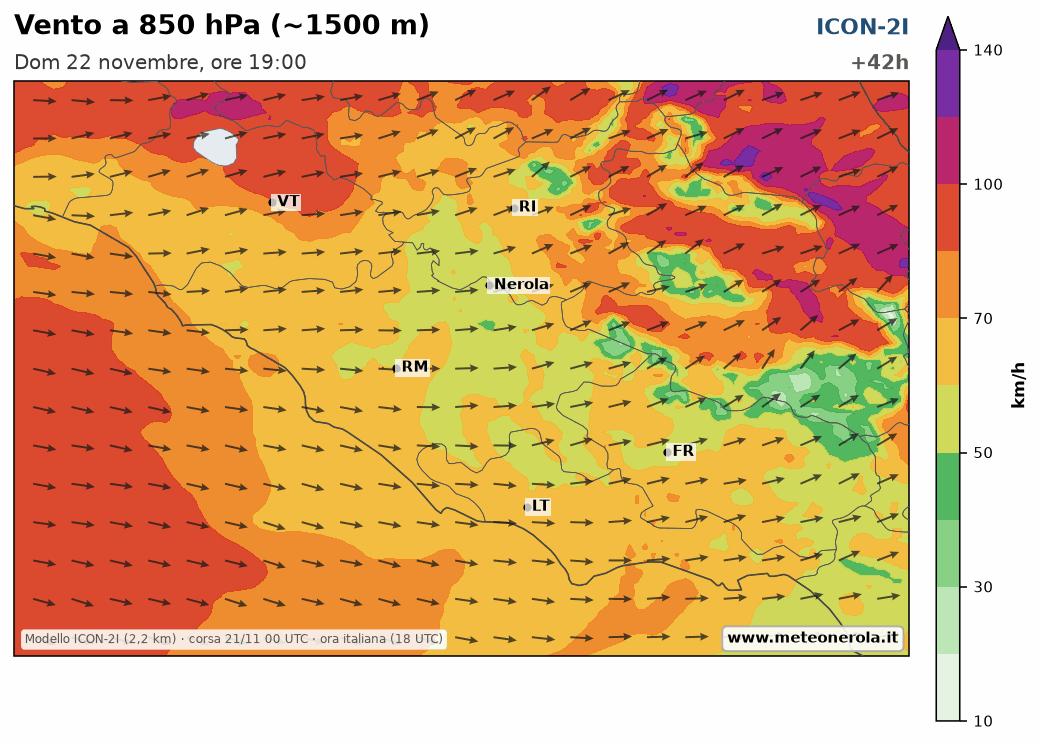 Vento a 850 hPa (~1500 m)
ICON-2I
Dom 22 novembre, ore 19:00
+42h
VT
RI
Nerola
RM
FR
LT
Modello ICON-2I (2,2 km) · corsa 21/11 00 UTC · ora italiana (18 UTC)
www.meteonerola.it
140
100
70
50
30
10
km/h